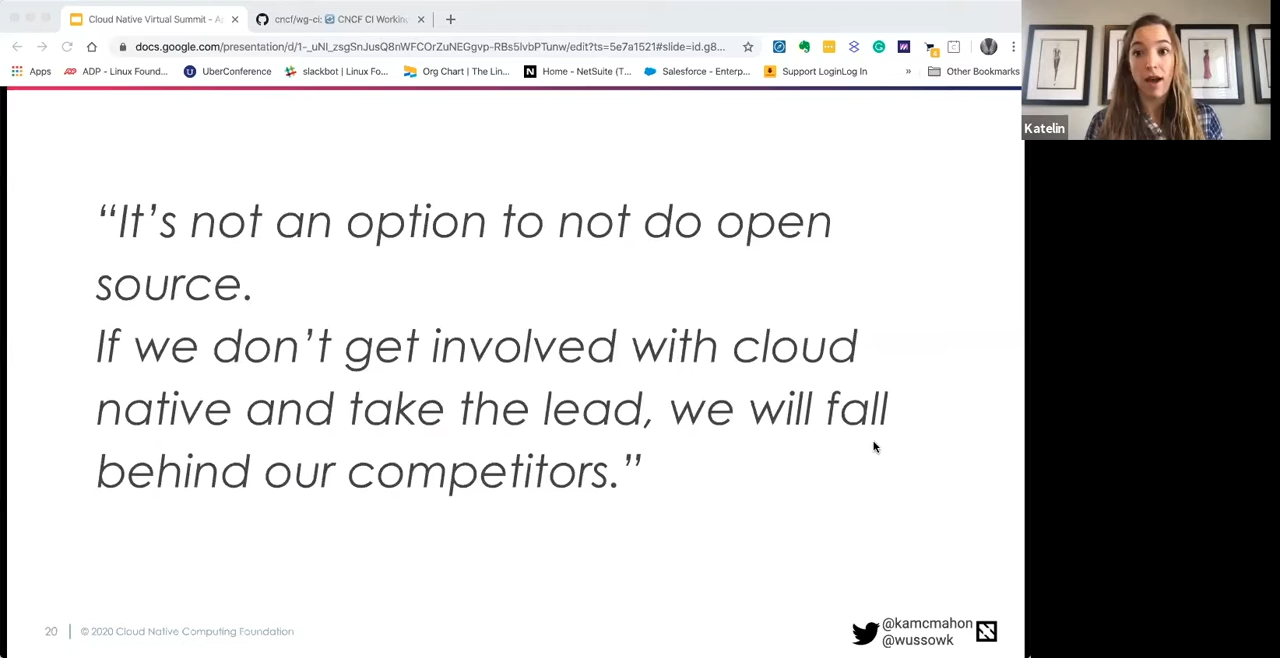 Cloud Native Virtual Summit - A
cncf/wg-ci: CNCF CI Workin
docs.google.com/presentation/d/1-_uNl_zsgSnJusQ8nWFCOrZuNEGgvp-RBs5lvbPTunw/edit?ts=5e7a1521#slide=id.g8...
Apps ADP - Linux Found... UberConference slackbot | Linux Fo... Org Chart | The Lin... Home - NetSuite (T... Salesforce - Enterp... Support LoginLog In » Other Bookmarks
Katelin
“It’s not an option to not do open
source.
If we don’t get involved with cloud
native and take the lead, we will fall
behind our competitors.”
20 | © 2020 Cloud Native Computing Foundation
@kamcmahon
@wussowk